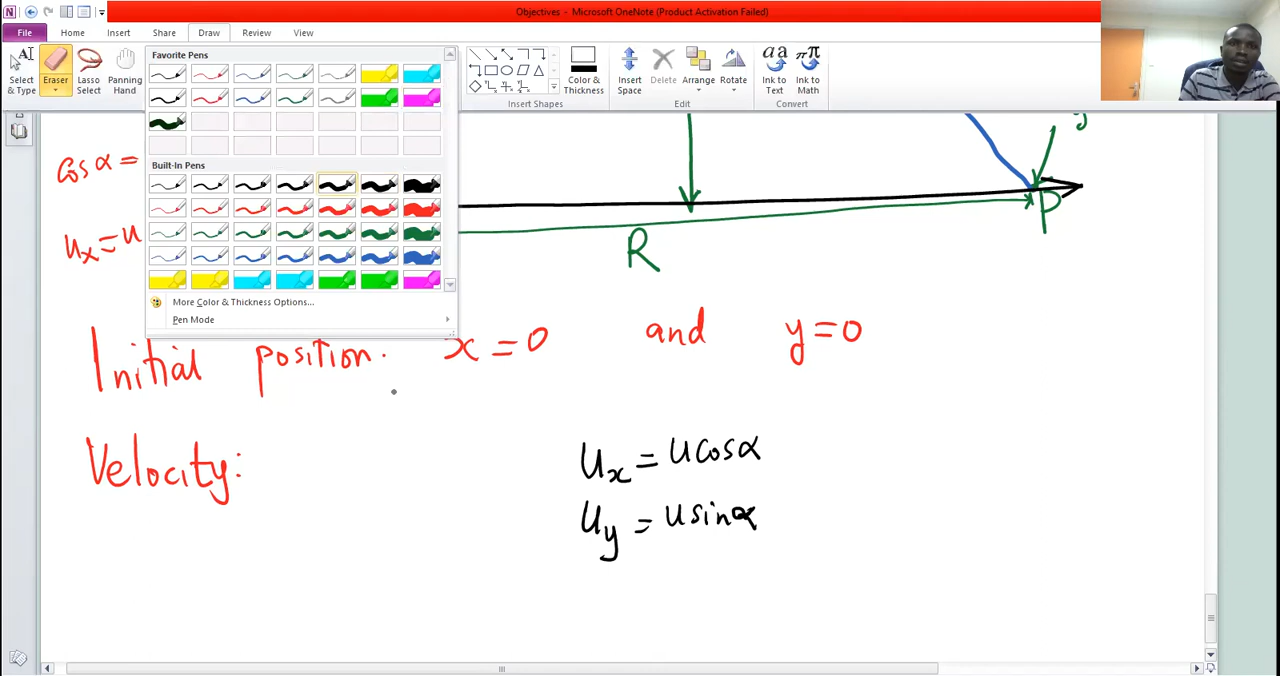 Objectives - Microsoft OneNote (Product Activation Failed)
File Home Insert Share Draw Review View
Select & Type
Eraser
Lasso Select
Panning Hand
Favorite Pens
Built-In Pens
More Color & Thickness Options...
Pen Mode
Color & Thickness
Insert Space
Delete
Arrange
Rotate
Ink to Text
Ink to Math
Insert Shapes
Edit
Convert
cos α =
u_x = u
R
P
Initial position. x = 0 and y = 0
Velocity: u_x = u cos α
u_y = u sin α